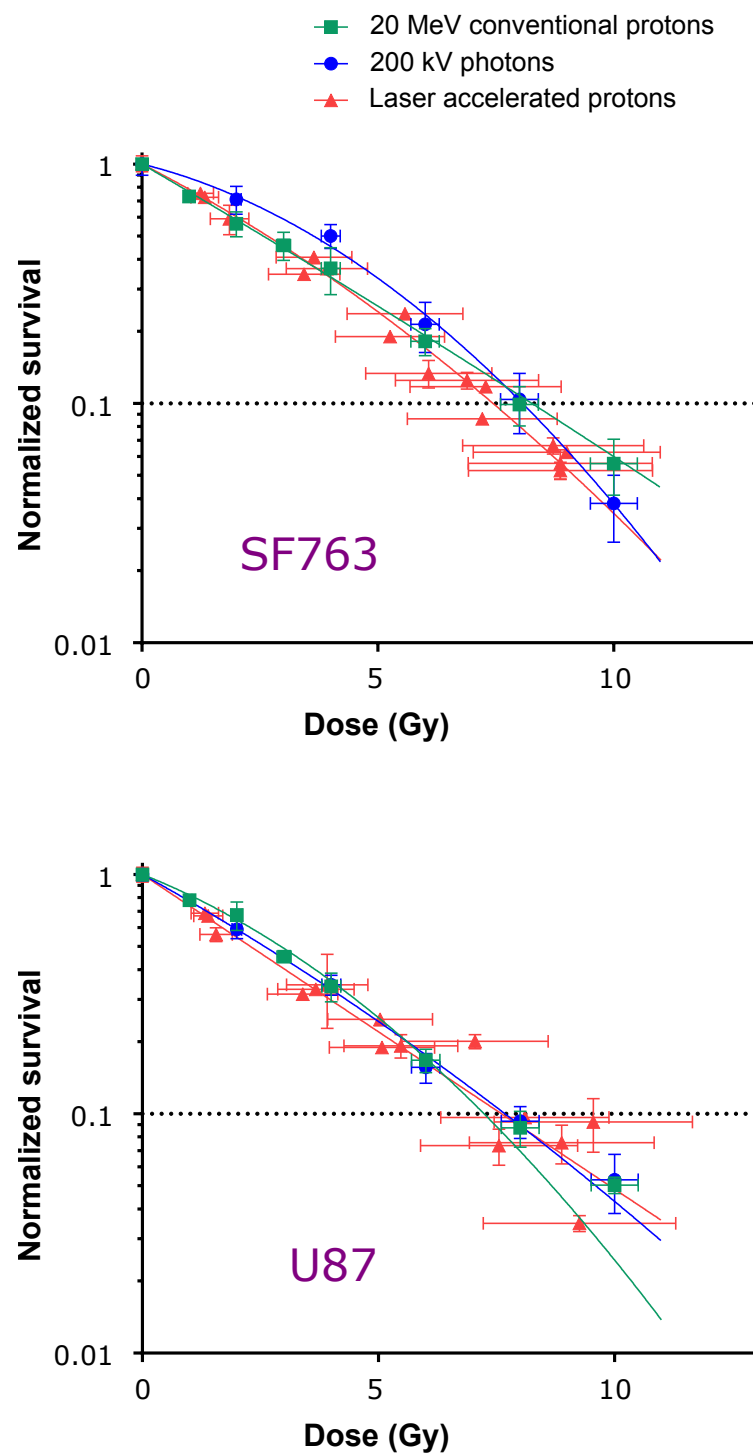 20 MeV conventional protons
200 kV photons
Laser accelerated protons
1
0.1
0.01
Normalized survival
SF763
0 5 10
Dose (Gy)
1
0.1
0.01
Normalized survival
U87
0 5 10
Dose (Gy)